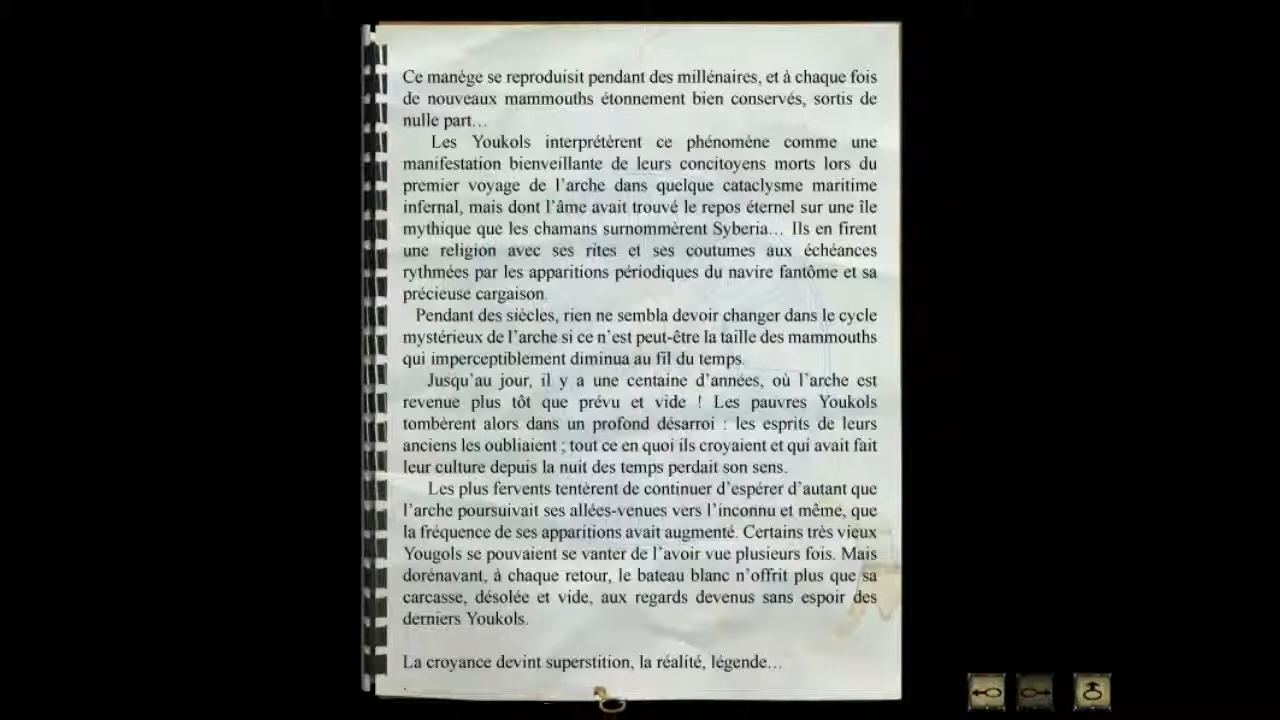 Ce manège se reproduisit pendant des millénaires, et à chaque fois
de nouveaux mammouths étonnement bien conservés, sortis de
nulle part…
Les Youkols interprétèrent ce phénomène comme une
manifestation bienveillante de leurs concitoyens morts lors du
premier voyage de l’arche dans quelque cataclysme maritime
infernal, mais dont l’âme avait trouvé le repos éternel sur une île
mythique que les chamans surnommèrent Syberia… Ils en firent
une religion avec ses rites et ses coutumes aux échéances
rythmées par les apparitions périodiques du navire fantôme et sa
précieuse cargaison.
Pendant des siècles, rien ne sembla devoir changer dans le cycle
mystérieux de l’arche si ce n’est peut-être la taille des mammouths
qui imperceptiblement diminua au fil du temps.
Jusqu’au jour, il y a une centaine d’années, où l’arche est
revenue plus tôt que prévu et vide ! Les pauvres Youkols
tombèrent alors dans un profond désarroi : les esprits de leurs
anciens les oubliaient ; tout ce en quoi ils croyaient et qui avait fait
leur culture depuis la nuit des temps perdait son sens.
Les plus fervents tentèrent de continuer d’espérer d’autant que
l’arche poursuivait ses allées-venues vers l’inconnu et même, que
la fréquence de ses apparitions avait augmenté. Certains très vieux
Yougols se pouvaient se vanter de l’avoir vue plusieurs fois. Mais
dorénavant, à chaque retour, le bateau blanc n’offrit plus que sa
carcasse, désolée et vide, aux regards devenus sans espoir des
derniers Youkols.
La croyance devint superstition, la réalité, légende…